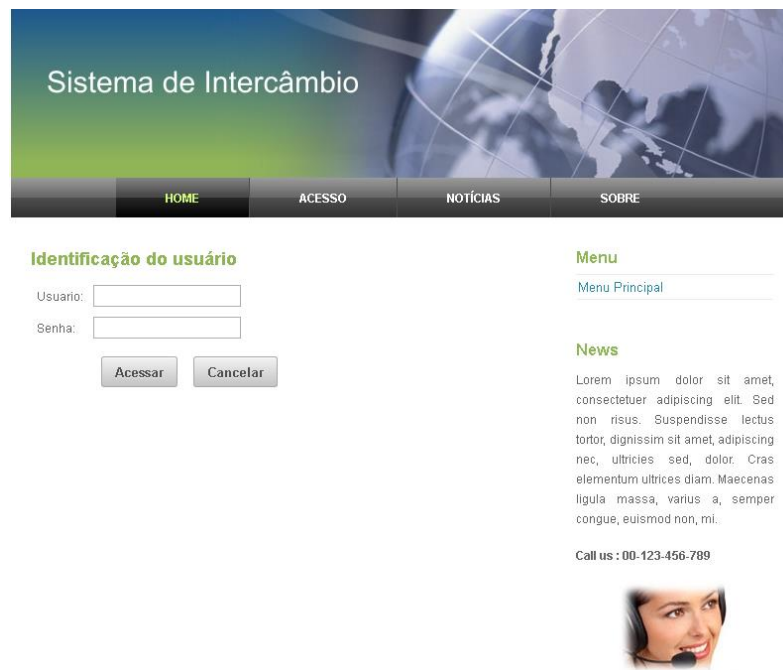 Sistema de Intercâmbio
HOME
ACESSO
NOTÍCIAS
SOBRE
Identificação do usuário
Usuario:
Senha:
Acessar
Cancelar
Menu
Menu Principal
News
Lorem ipsum dolor sit amet,
consectetuer adipiscing elit. Sed
non risus. Suspendisse lectus
tortor, dignissim sit amet, adipiscing
nec, ultricies sed, dolor. Cras
elementum ultrices diam. Maecenas
ligula massa, varius a, semper
congue, euismod non, mi.
Call us : 00-123-456-789